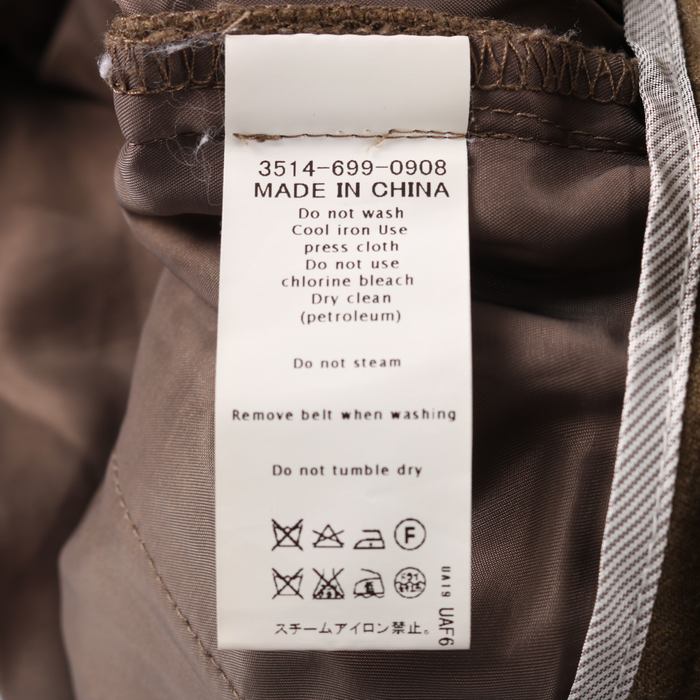 3514-699-0908
MADE IN CHINA
Do not wash
Cool iron Use
press cloth
Do not use
chlorine bleach
Dry clean
(petroleum)
Do not steam
Remove belt when washing
Do not tumble dry
F
スチームアイロン禁止。
UA19 UAF6